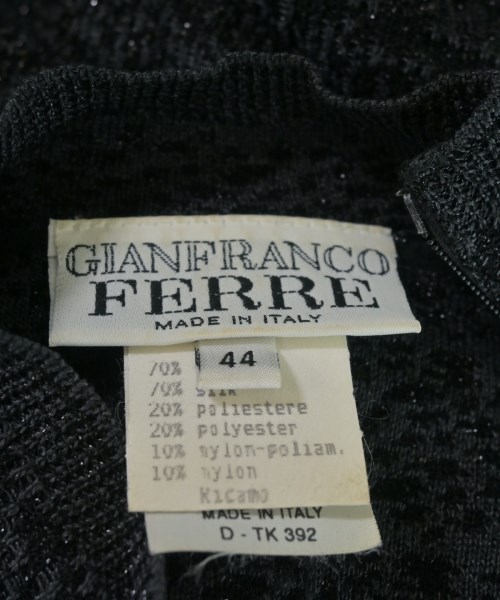 GIANFRANCO
FERRE
MADE IN ITALY
44
70%
70% silk
20% poliestere
20% polyester
10% nylon-poliam.
10% nylon
Ricamo
MADE IN ITALY
D - TK 392